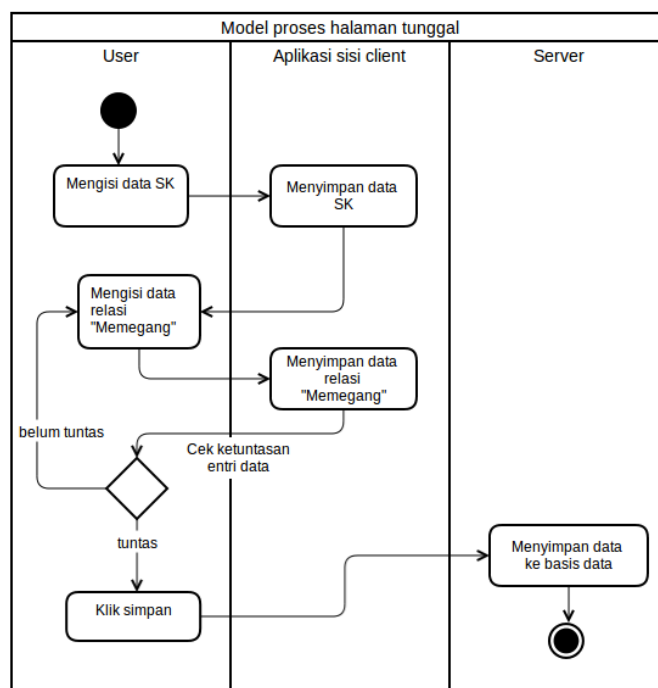 Model proses halaman tunggal
User
Aplikasi sisi client
Server
Mengisi data SK
Menyimpan data
SK
Mengisi data
relasi
"Memegang"
Menyimpan data
relasi
"Memegang"
belum tuntas
Cek ketuntasan
entri data
tuntas
Menyimpan data
ke basis data
Klik simpan